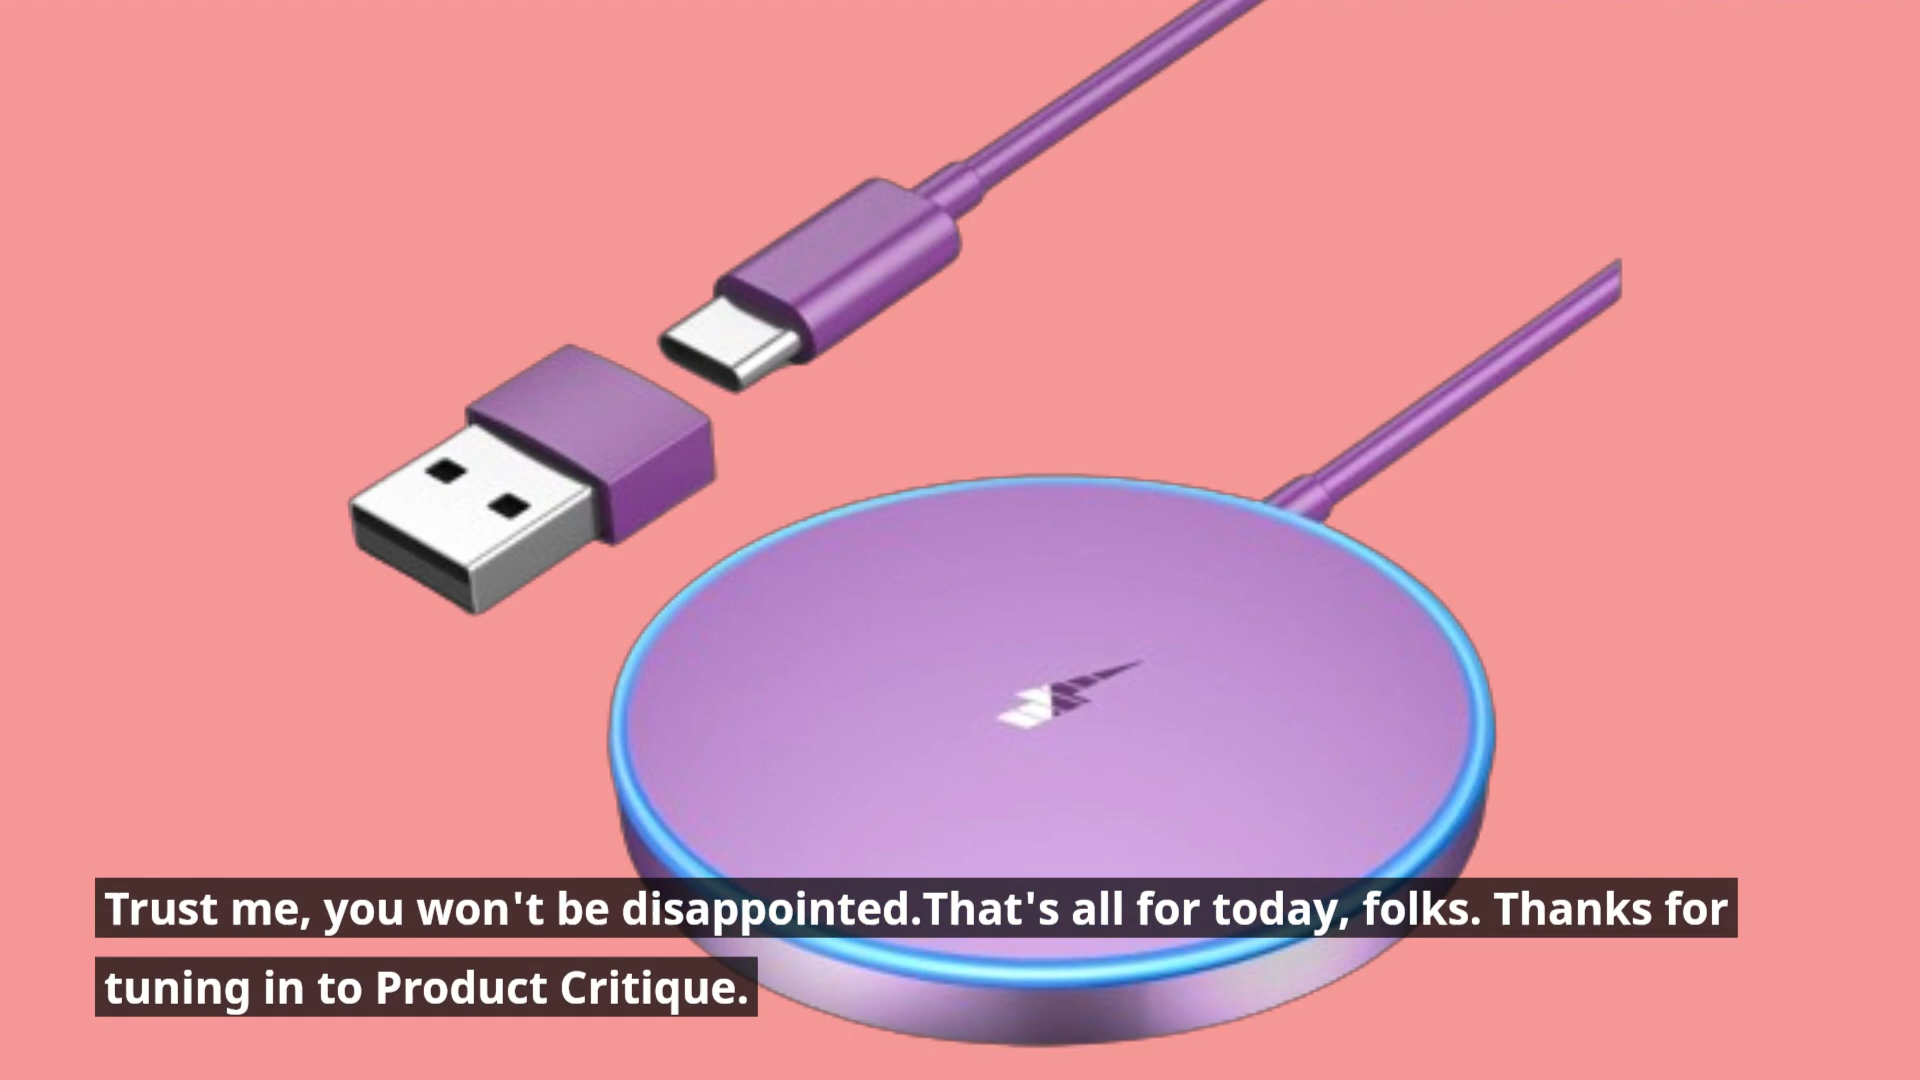 Trust me, you won't be disappointed.That's all for today, folks. Thanks for
tuning in to Product Critique.